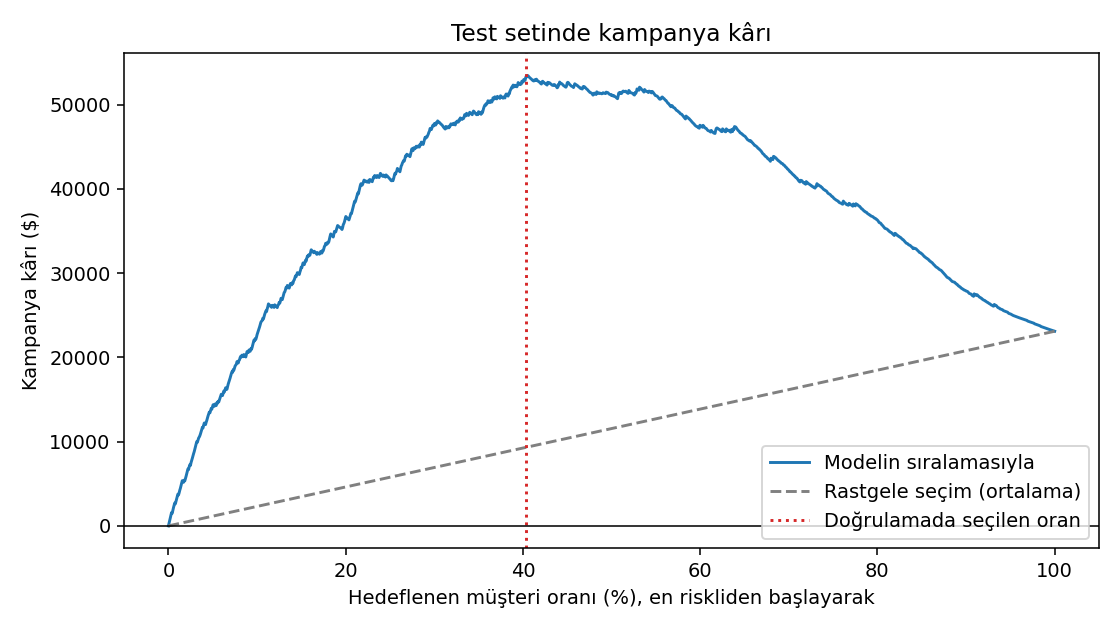 Test setinde kampanya kârı
Kampanya kârı ($)
50000
40000
30000
20000
10000
0
0 20 40 60 80 100
Hedeflenen müşteri oranı (%), en riskliden başlayarak
Modelin sıralamasıyla
Rastgele seçim (ortalama)
Doğrulamada seçilen oran